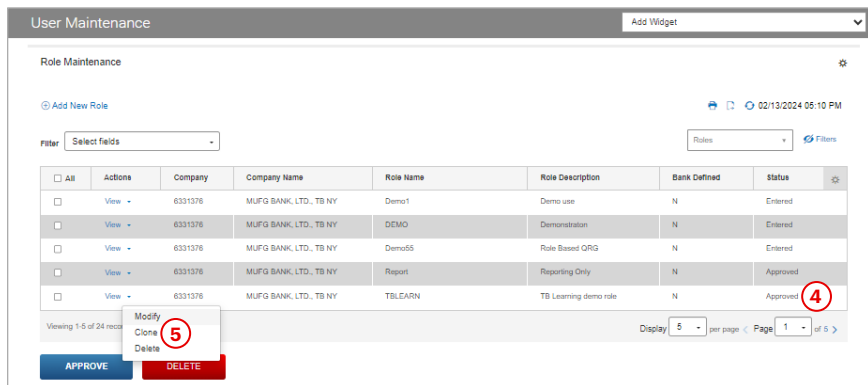 User Maintenance Add Widget
Role Maintenance
Add New Role 02/13/2024 05:10 PM
Filter Select fields Roles Filters
All Actions Company Company Name Role Name Role Description Bank Defined Status
View 6331376 MUFG BANK, LTD., TB NY Demo1 Demo use N Entered
View 6331376 MUFG BANK, LTD., TB NY DEMO Demonstraton N Entered
View 6331376 MUFG BANK, LTD., TB NY Demo55 Role Based QRG N Entered
View 6331376 MUFG BANK, LTD., TB NY Report Reporting Only N Approved
View 6331376 MUFG BANK, LTD., TB NY TBLEARN TB Learning demo role N Approved 4
Modify
Viewing 1-5 of 24 Clone 5 Display 5 per page Page 1 of 5
Delete
APPROVE DELETE